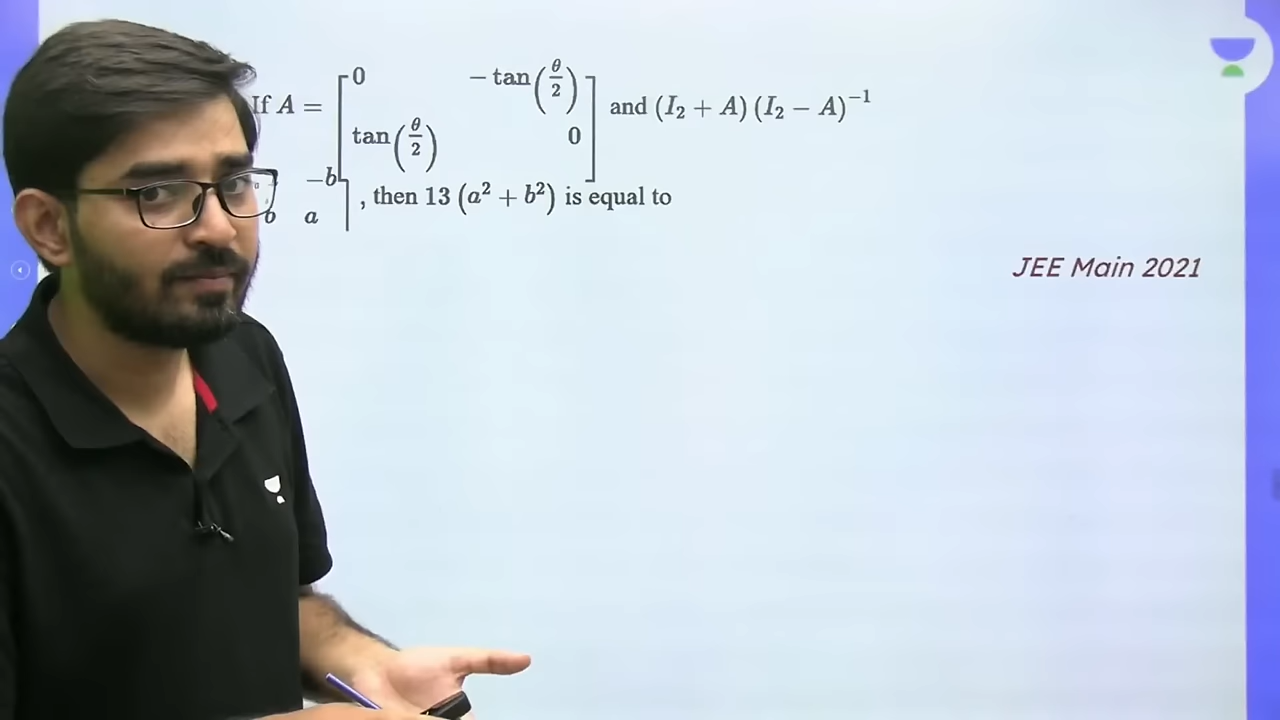 If A = [0 − tan(θ/2) and (I₂ + A) (I₂ − A)⁻¹
tan(θ/2) 0]
−b
b a] , then 13 (a² + b²) is equal to
JEE Main 2021